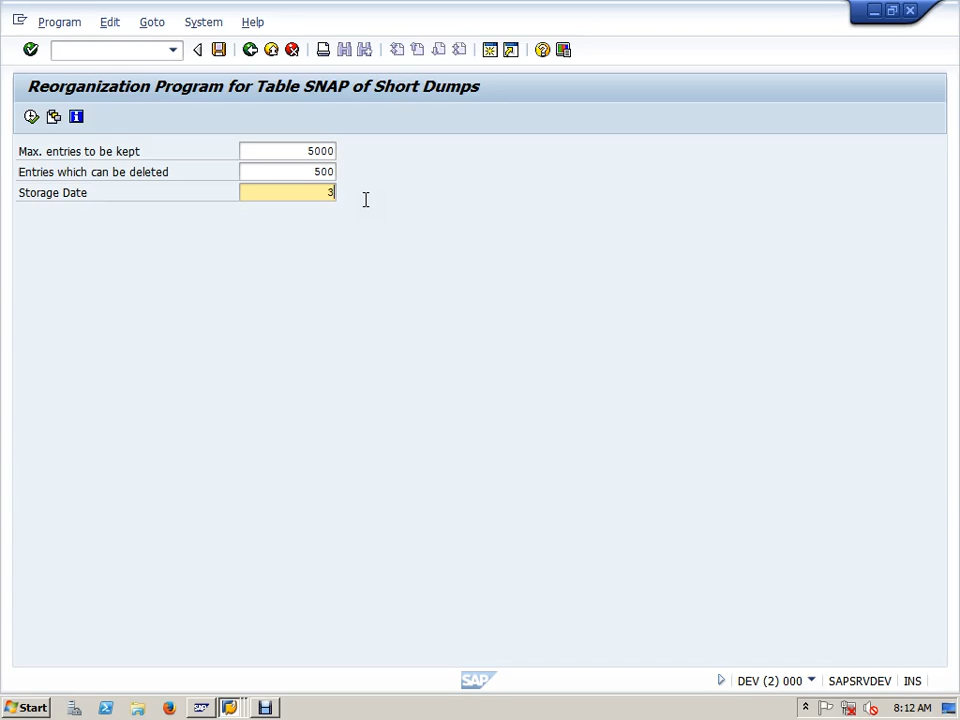 Program Edit Goto System Help
Reorganization Program for Table SNAP of Short Dumps
Max. entries to be kept 5000
Entries which can be deleted 500
Storage Date 3
SAP DEV (2) 000 SAPSRVDEV INS
Start 8:12 AM